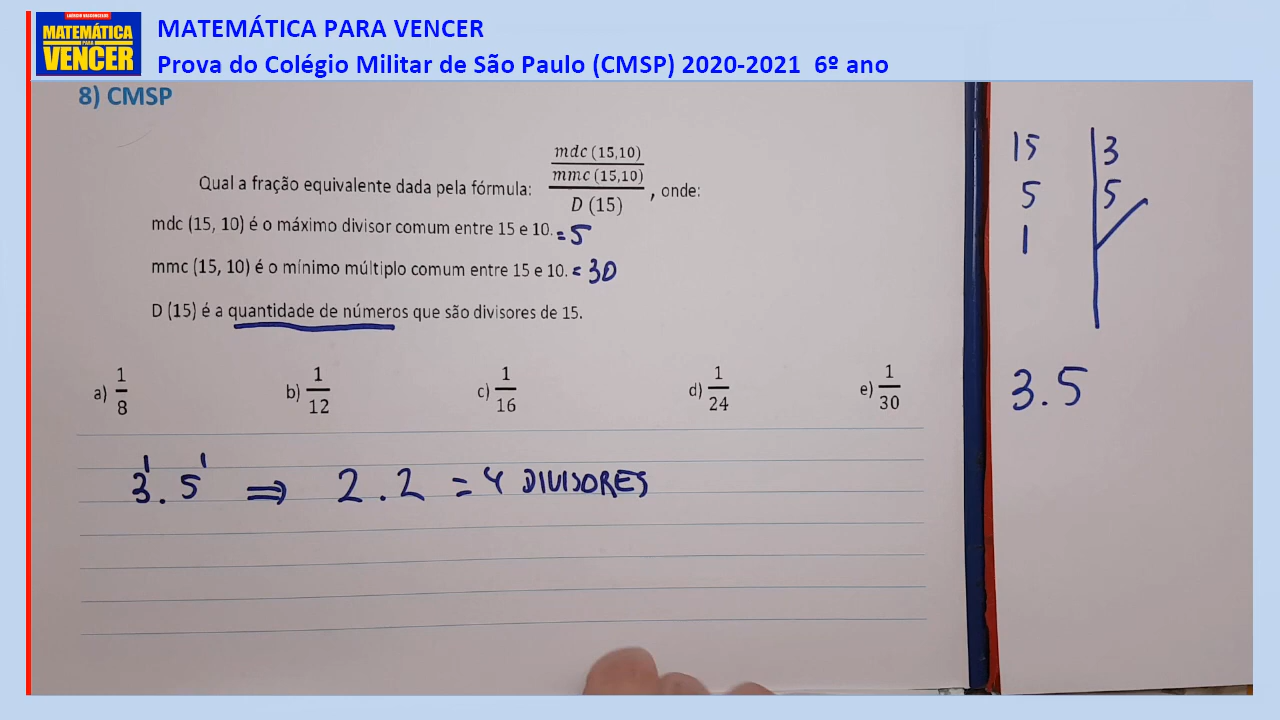 LAÉRCIO VASCONCELOS
MATEMÁTICA
PARA
VENCER
MATEMÁTICA PARA VENCER
Prova do Colégio Militar de São Paulo (CMSP) 2020-2021 6º ano
8) CMSP
Qual a fração equivalente dada pela fórmula: mdc (15,10) / mmc (15,10) / D (15) , onde:
mdc (15, 10) é o máximo divisor comum entre 15 e 10. = 5
mmc (15, 10) é o mínimo múltiplo comum entre 15 e 10. = 30
D (15) é a quantidade de números que são divisores de 15.
a) 1/8 b) 1/12 c) 1/16 d) 1/24 e) 1/30
3¹ . 5¹ ⇒ 2 . 2 = 4 DIVISORES
15 | 3
5 | 5
1
3 . 5